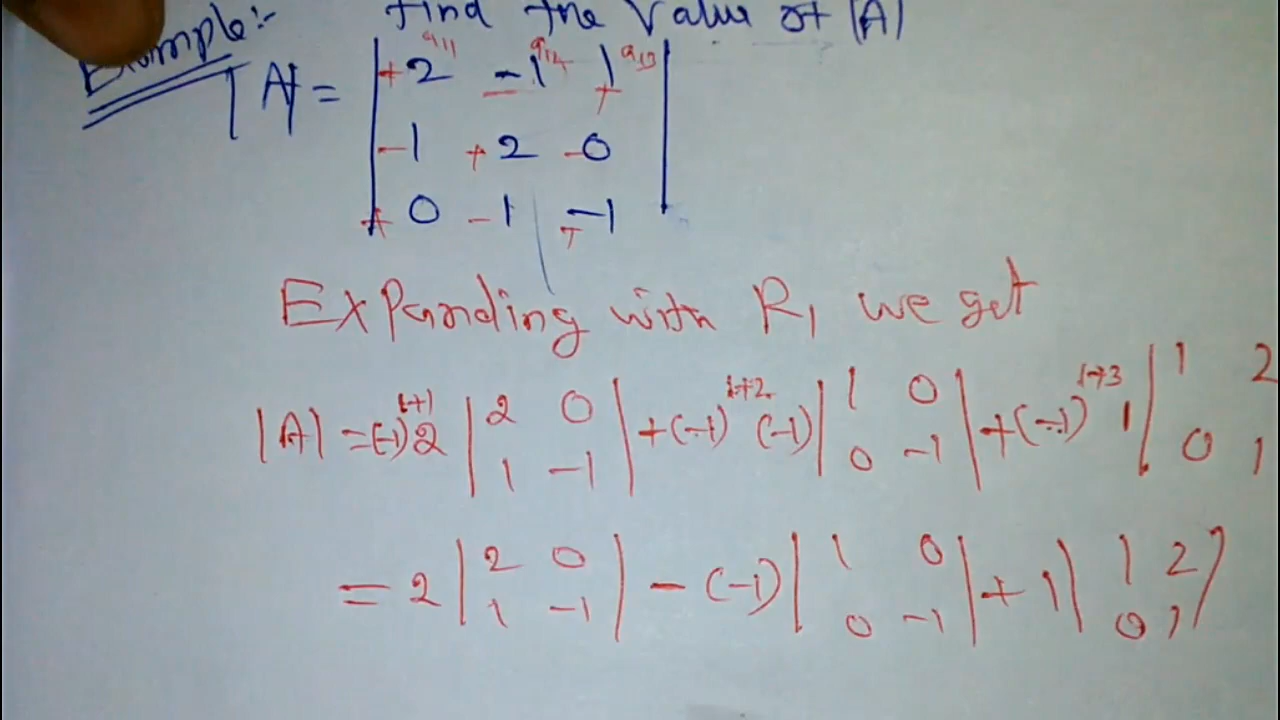 Example:- Find the Value of |A|
|A| = | +2 a11 -1 a12 1 a13 |
-1 +2 -0
+0 -1 -1
Expanding with R1 we get
|A| = (-1)^1+1 2 | 2 0 | + (-1)^1+2 (-1) | 1 0 | + (-1)^1+3 1 | 1 2
1 -1 0 -1 0 1
= 2 | 2 0 | - (-1) | 1 0 | + 1 | 1 2 |
1 -1 0 -1 0 1